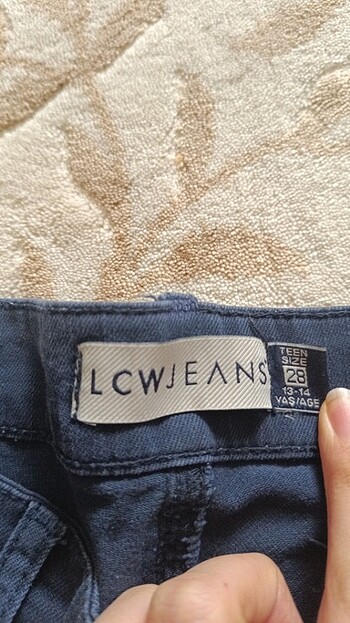 LCWJEANS
TEEN
SIZE
28
13-14
YAŞ/AGE